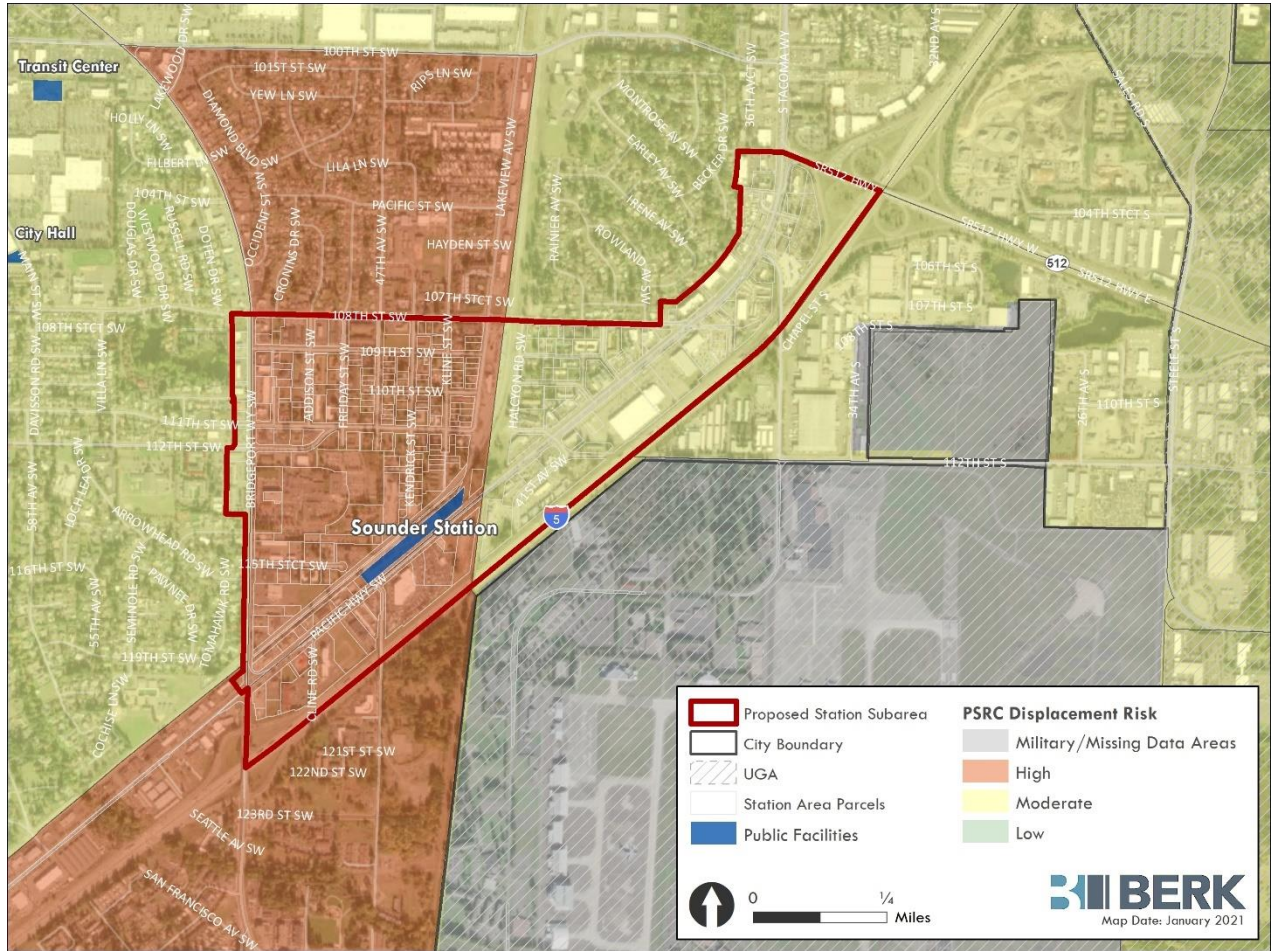 100TH ST SW
LAKEWOOD DR SW
Transit Center
101ST ST SW
RIPS LN SW
YEW LN SW
DIAMOND BLVD SW
HOLLY LN SW
FILBERT LN SW
LILA LN SW
104TH ST SW
PACIFIC ST SW
OCCIDENT ST SW
LAKEVIEW AV SW
MONTROSE AV SW
EARLEY AV SW
IRENE AV SW
BECKER DR SW
36TH AVCT SW
S TACOMA WY
32ND AV S
SALES RD S
SR512 HWY
SR512 HWY W
104TH STCT S
512
SR512 HWY E
106TH ST S
107TH ST S
108TH ST S
City Hall
MAIN ST SW
DOUGLAS DR SW
WESTWOOD DR SW
RUSSELL RD SW
DOTEN DR SW
CRONINS DR SW
47TH AV SW
HAYDEN ST SW
RAINIER AV SW
ROWLAND AV SW
107TH STCT SW
108TH STCT SW
108TH ST SW
CHAPEL ST S
34TH AV S
26TH AV S
STEELE ST S
110TH ST S
DAVISSON RD SW
VILLA LN SW
ADDISON ST SW
FREIDAY ST SW
109TH ST SW
110TH ST SW
KLINE ST SW
HALCYON RD SW
111TH ST SW
112TH ST SW
112TH ST S
BRIDGEPORT WY SW
KENDRICK ST SW
41ST AV SW
58TH AV SW
LOCHLEA DR SW
ARROWHEAD RD SW
Sounder Station
5
116TH ST SW
115TH STCT SW
SEMINOLE RD SW
PAWNEE DR SW
TOMAHAWK RD SW
55TH AV SW
PACIFIC HWY SW
119TH ST SW
COCHISE LN SW
CLINE RD SW
121ST ST SW
122ND ST SW
123RD ST SW
SEATTLE AV SW
SAN FRANCISCO AV SW
Proposed Station Subarea
City Boundary
UGA
Station Area Parcels
Public Facilities
PSRC Displacement Risk
Military/Missing Data Areas
High
Moderate
Low
0 ¼
Miles
BERK
Map Date: January 2021